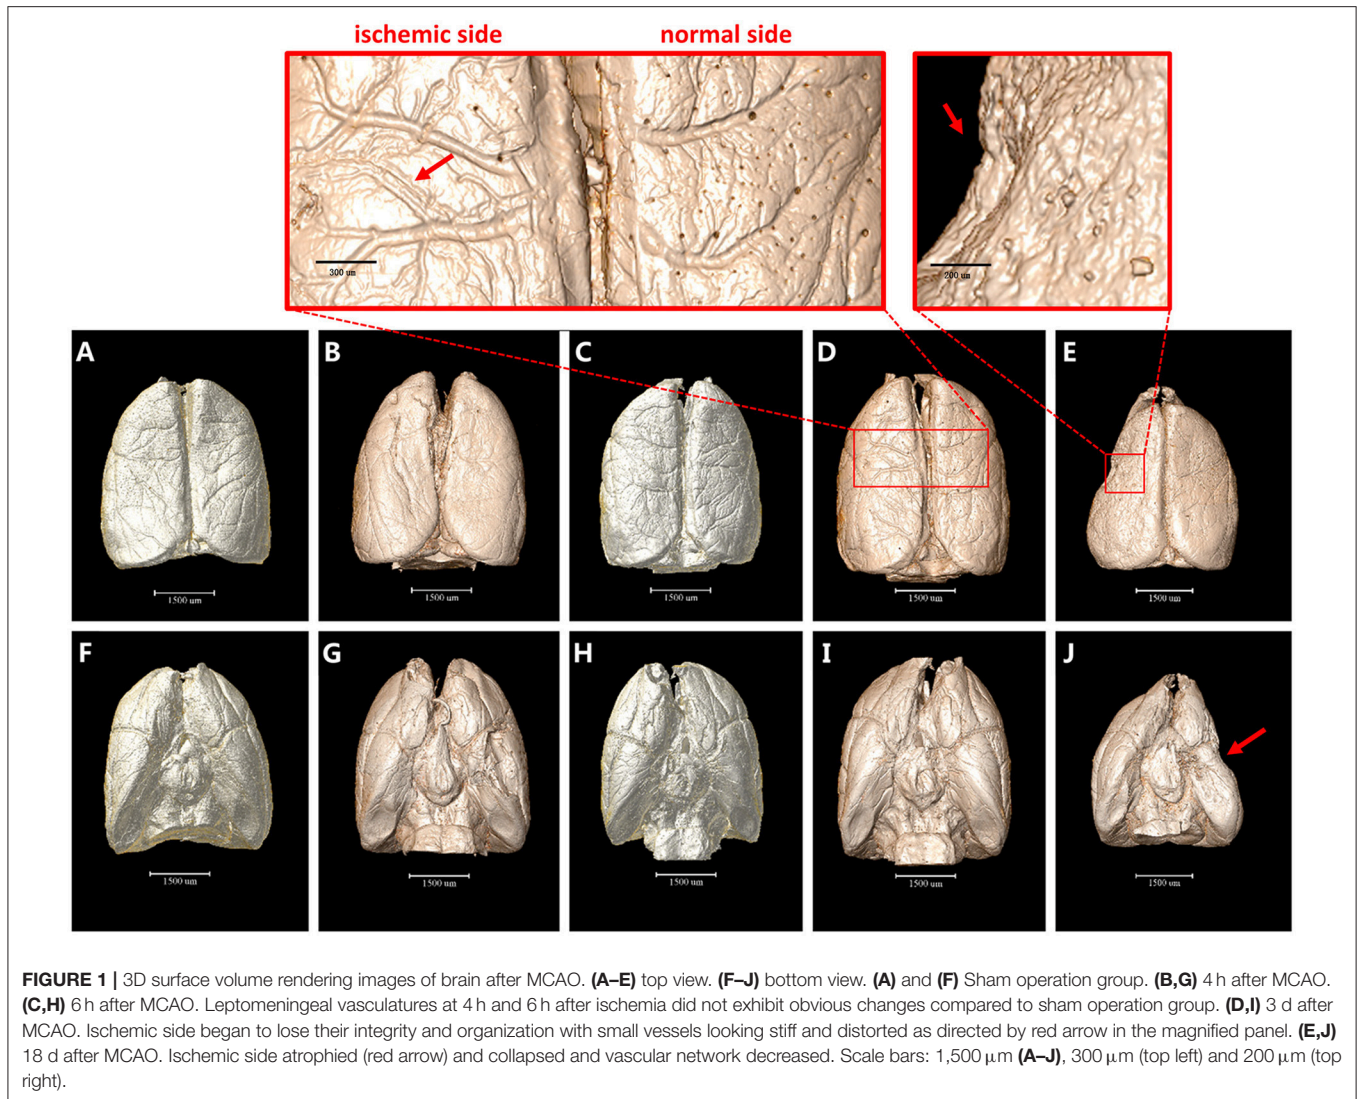 ischemic side normal side
300 um
200 um
A B C D E
1500 um 1500 um 1500 um 1500 um 1500 um
F G H I J
1500 um 1500 um 1500 um 1500 um 1500 um
FIGURE 1 | 3D surface volume rendering images of brain after MCAO. (A–E) top view. (F–J) bottom view. (A) and (F) Sham operation group. (B,G) 4 h after MCAO.
(C,H) 6 h after MCAO. Leptomeningeal vasculatures at 4 h and 6 h after ischemia did not exhibit obvious changes compared to sham operation group. (D,I) 3 d after
MCAO. Ischemic side began to lose their integrity and organization with small vessels looking stiff and distorted as directed by red arrow in the magnified panel. (E,J)
18 d after MCAO. Ischemic side atrophied (red arrow) and collapsed and vascular network decreased. Scale bars: 1,500 μm (A–J), 300 μm (top left) and 200 μm (top
right).